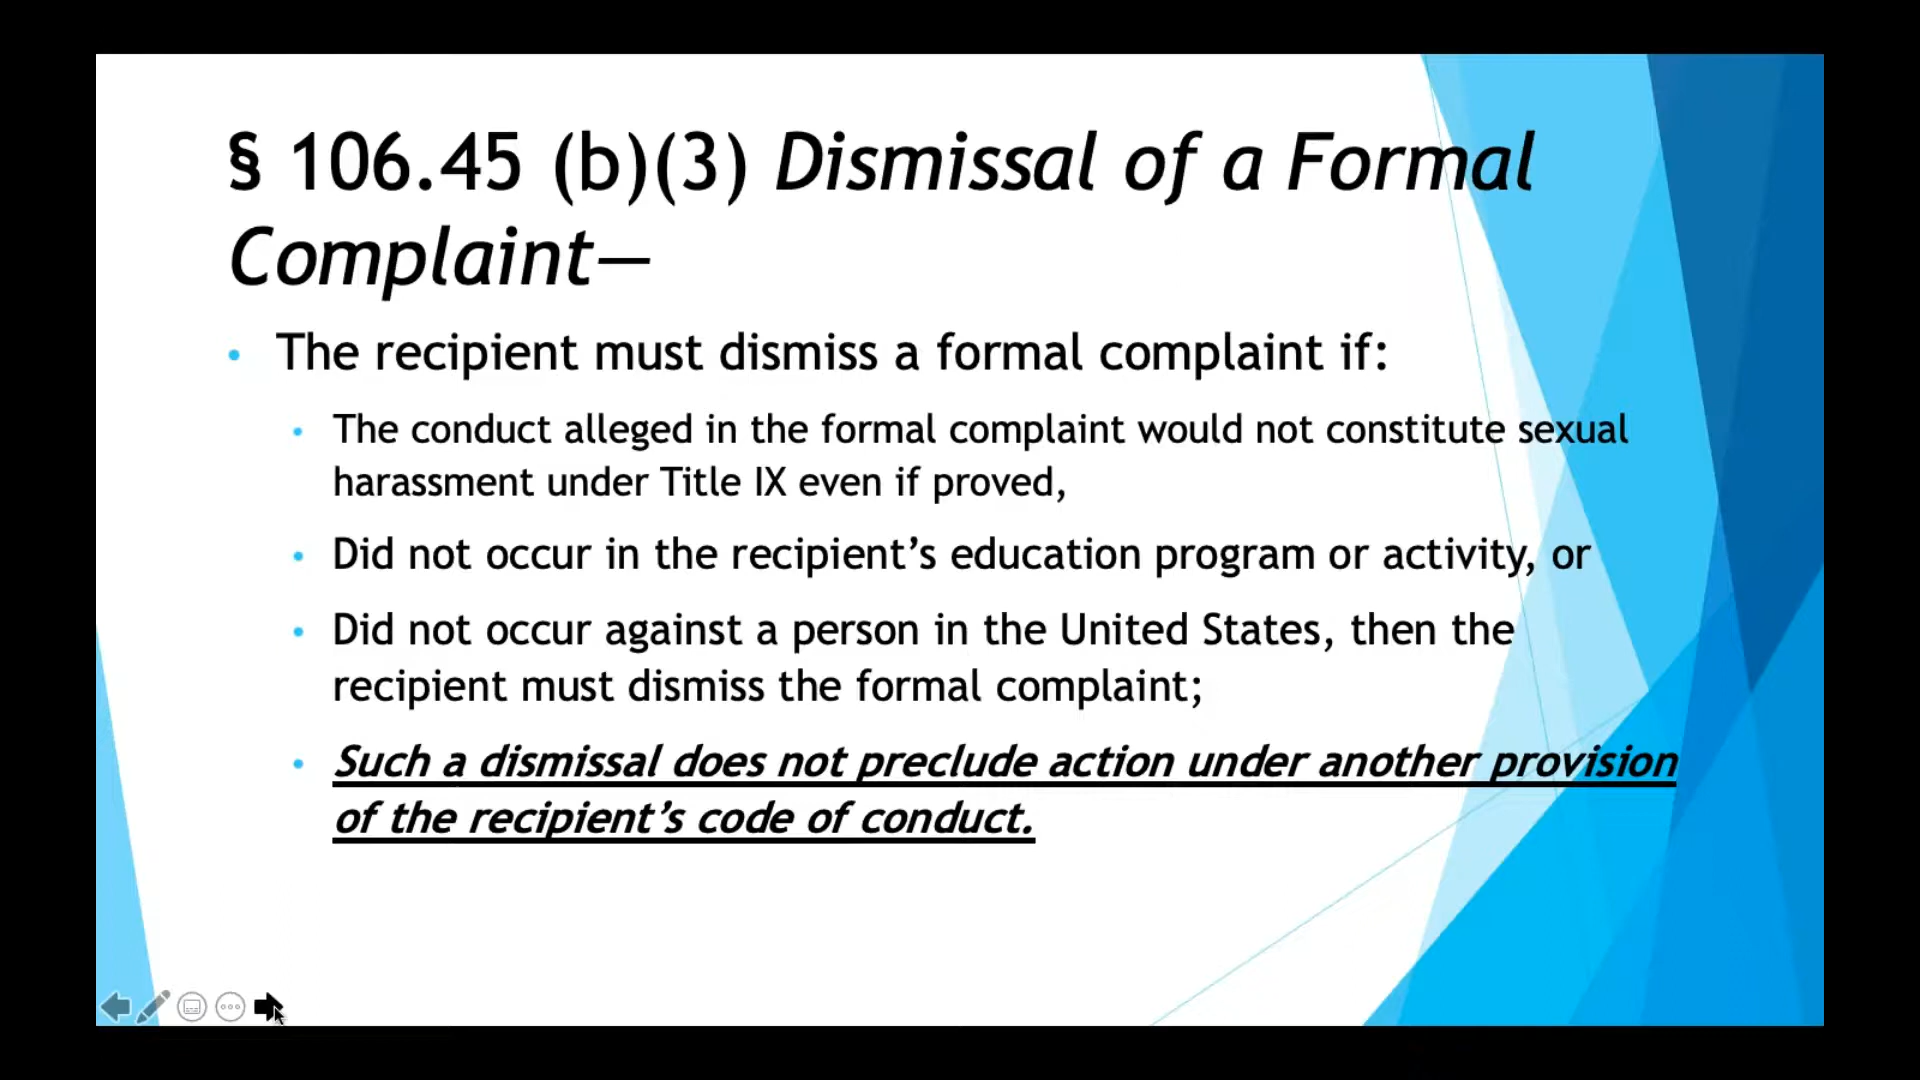 § 106.45 (b)(3) Dismissal of a Formal
Complaint—
• The recipient must dismiss a formal complaint if:
• The conduct alleged in the formal complaint would not constitute sexual
harassment under Title IX even if proved,
• Did not occur in the recipient’s education program or activity, or
• Did not occur against a person in the United States, then the
recipient must dismiss the formal complaint;
• Such a dismissal does not preclude action under another provision
of the recipient’s code of conduct.